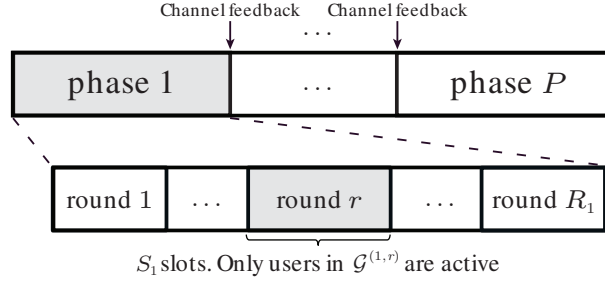 Channel feedback ... Channel feedback
phase 1 ... phase P
round 1 ... round r ... round R₁
S₁ slots. Only users in 𝒢^(1,r) are active